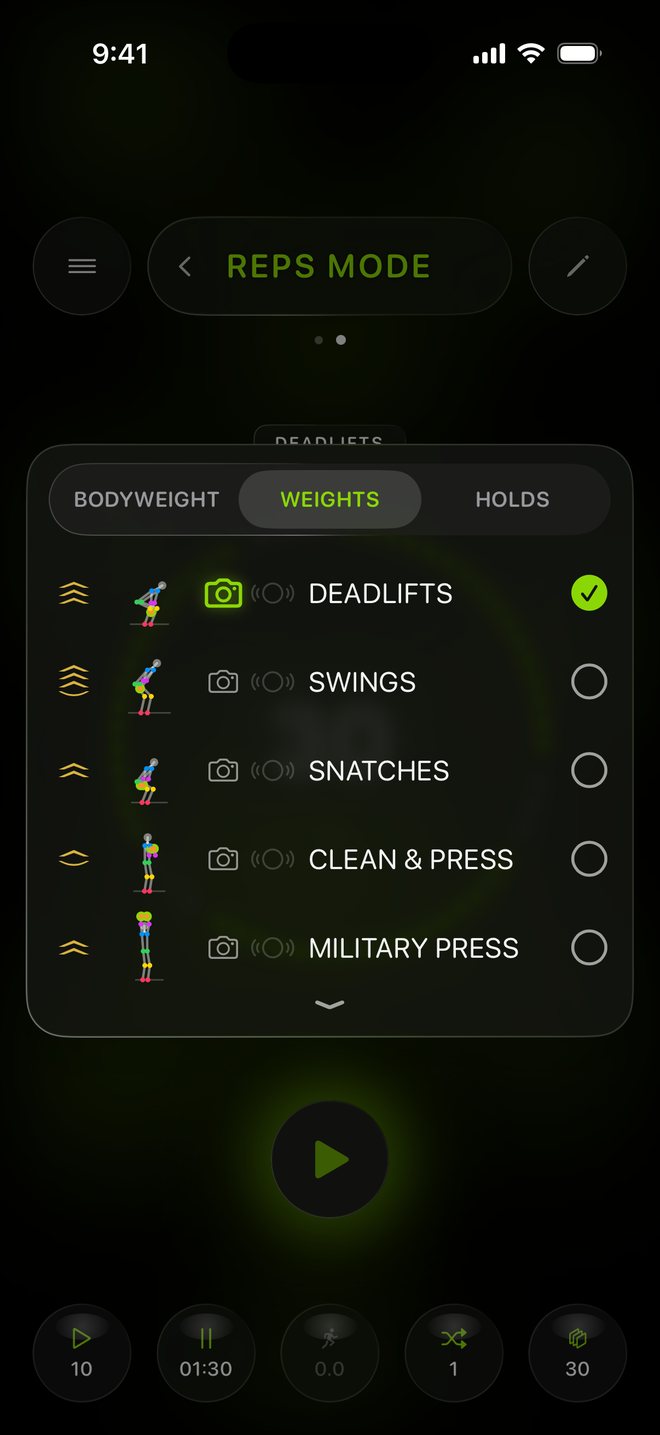 9:41
REPS MODE
DEADLIFTS
BODYWEIGHT WEIGHTS HOLDS
DEADLIFTS
SWINGS
SNATCHES
CLEAN & PRESS
MILITARY PRESS
10 01:30 0.0 1 30